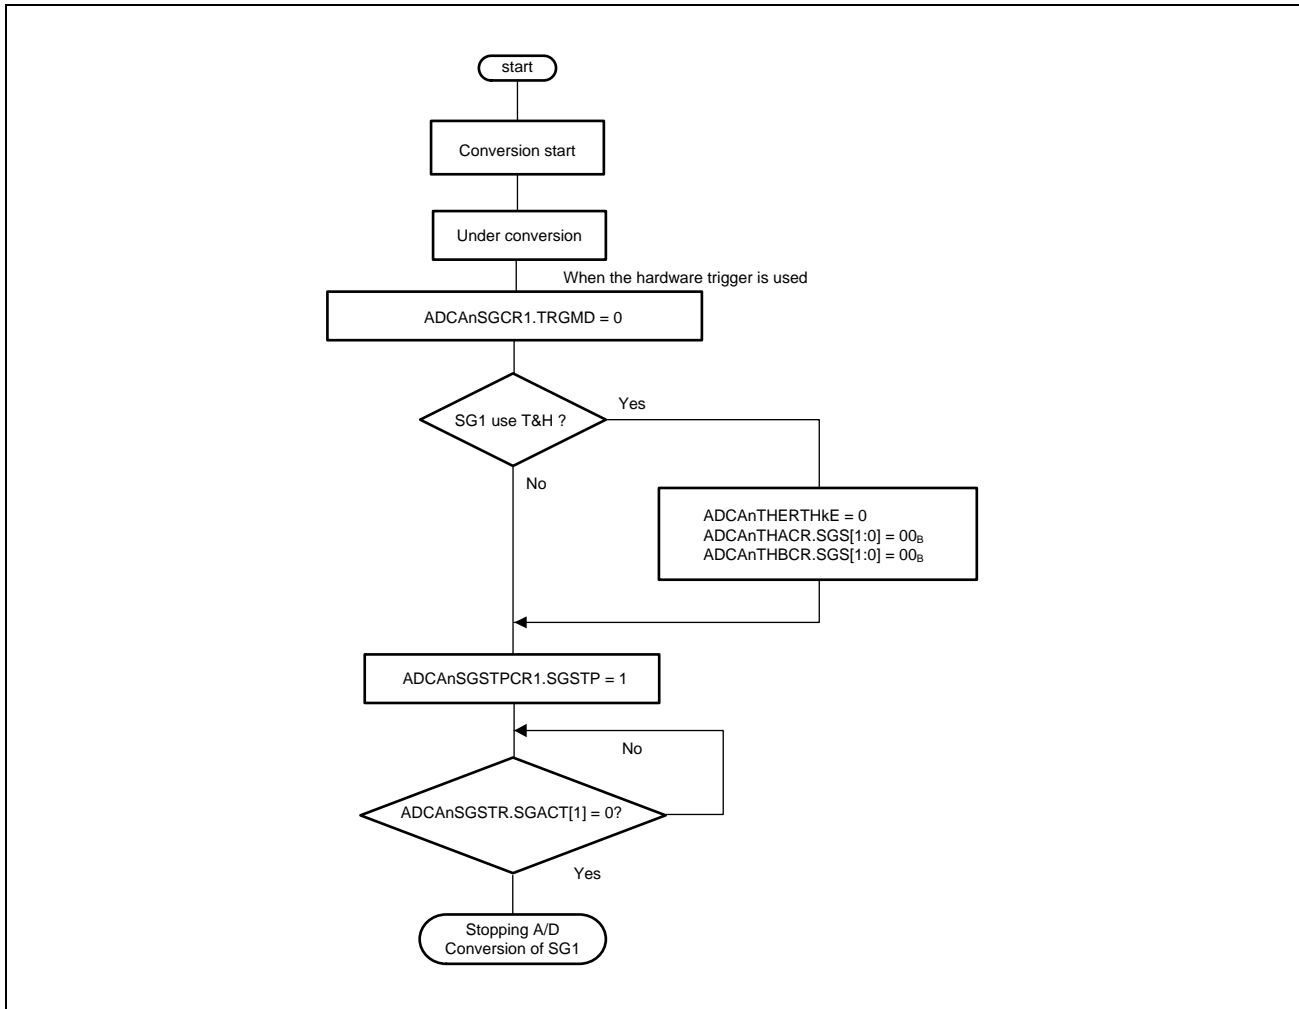 start
Conversion start
Under conversion
When the hardware trigger is used
ADCAnSGCR1.TRGMD = 0
SG1 use T&H ?
Yes
No
ADCAnTHERTHkE = 0
ADCAnTHACR.SGS[1:0] = 00B
ADCAnTHBCR.SGS[1:0] = 00B
ADCAnSGSTPCR1.SGSTP = 1
No
ADCAnSGSTR.SGACT[1] = 0?
Yes
Stopping A/D
Conversion of SG1